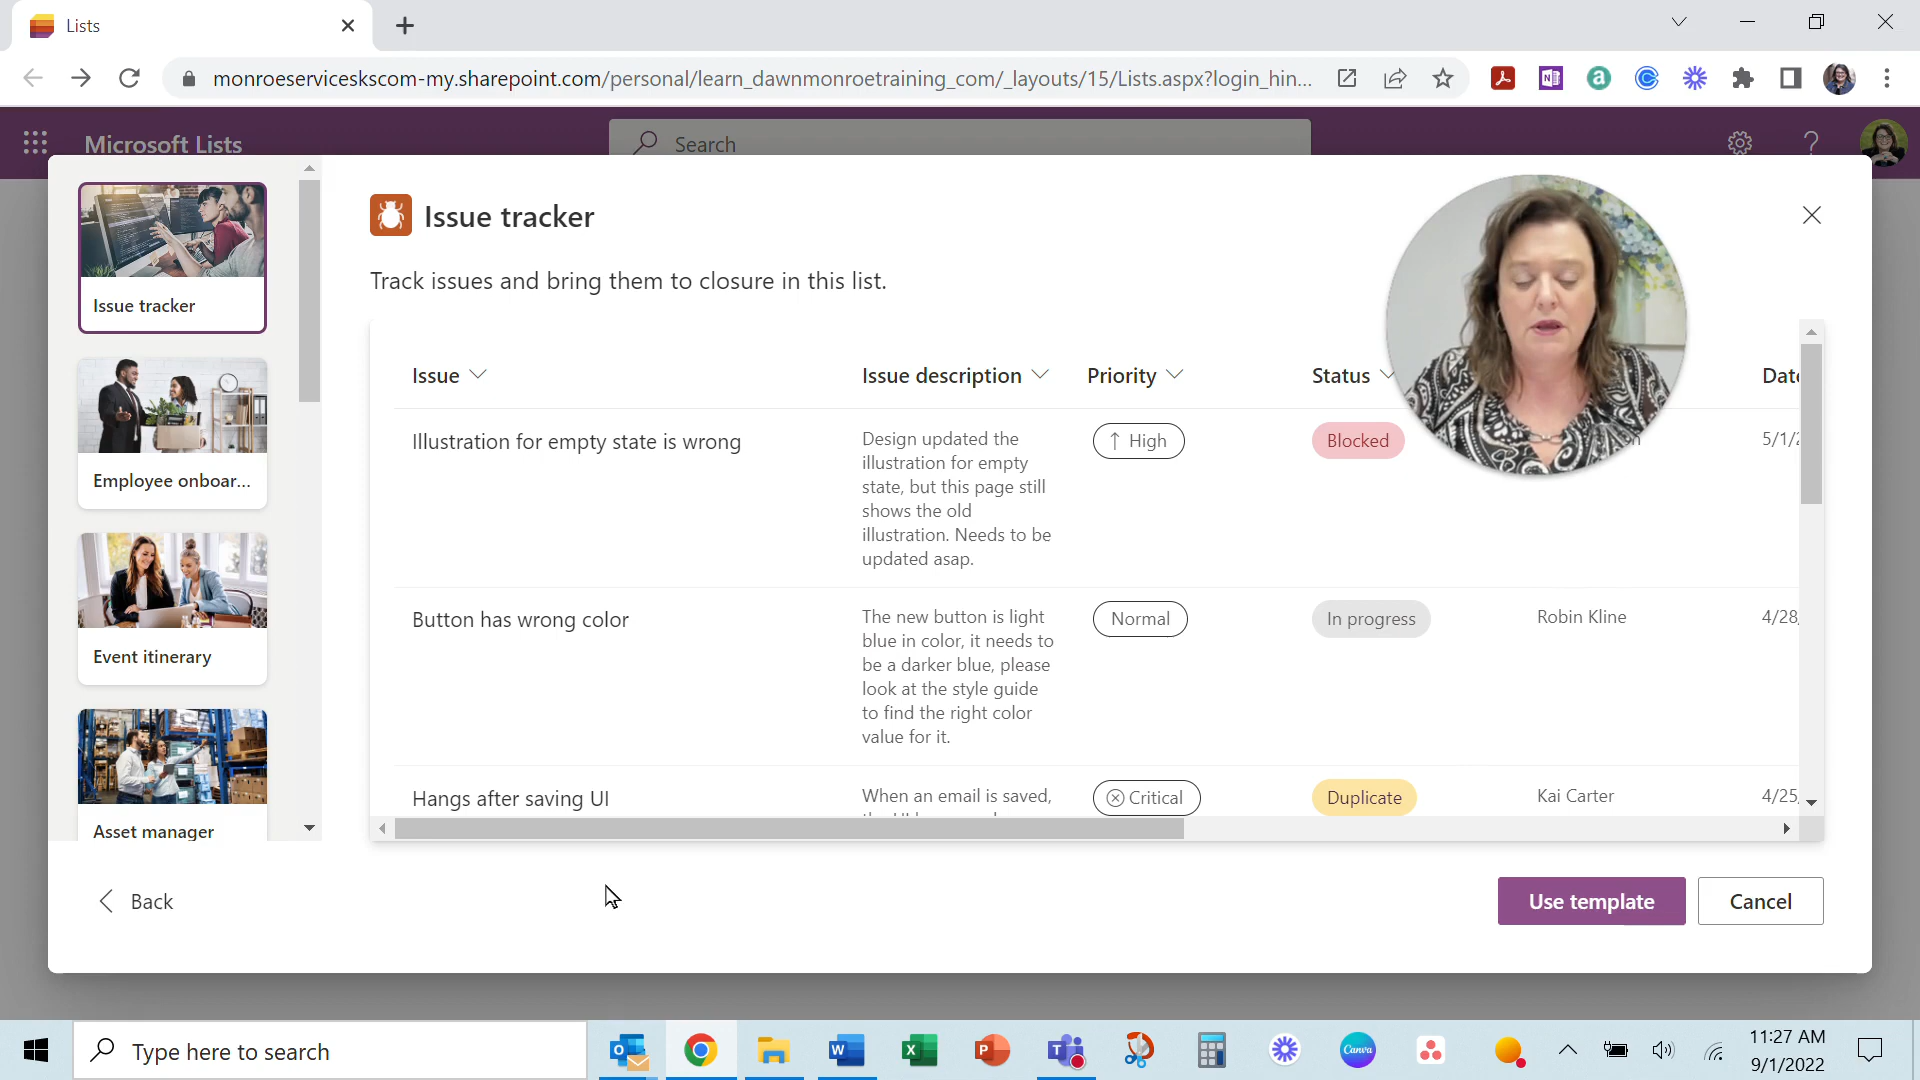 Lists
monroeserviceskscom-my.sharepoint.com/personal/learn_dawnmonroetraining_com/_layouts/15/Lists.aspx?login_hin...
Microsoft Lists
Search
Issue tracker
Employee onboar...
Event itinerary
Asset manager
Issue tracker
Track issues and bring them to closure in this list.
Issue Issue description Priority Status
Illustration for empty state is wrong
Design updated the
illustration for empty
state, but this page still
shows the old
illustration. Needs to be
updated asap.
↑ High
Blocked
5/1/
Button has wrong color
The new button is light
blue in color, it needs to
be a darker blue, please
look at the style guide
to find the right color
value for it.
Normal
In progress
Robin Kline
4/28
Hangs after saving UI
When an email is saved,
Critical
Duplicate
Kai Carter
4/25
Back
Use template
Cancel
Type here to search
Canva
11:27 AM
9/1/2022